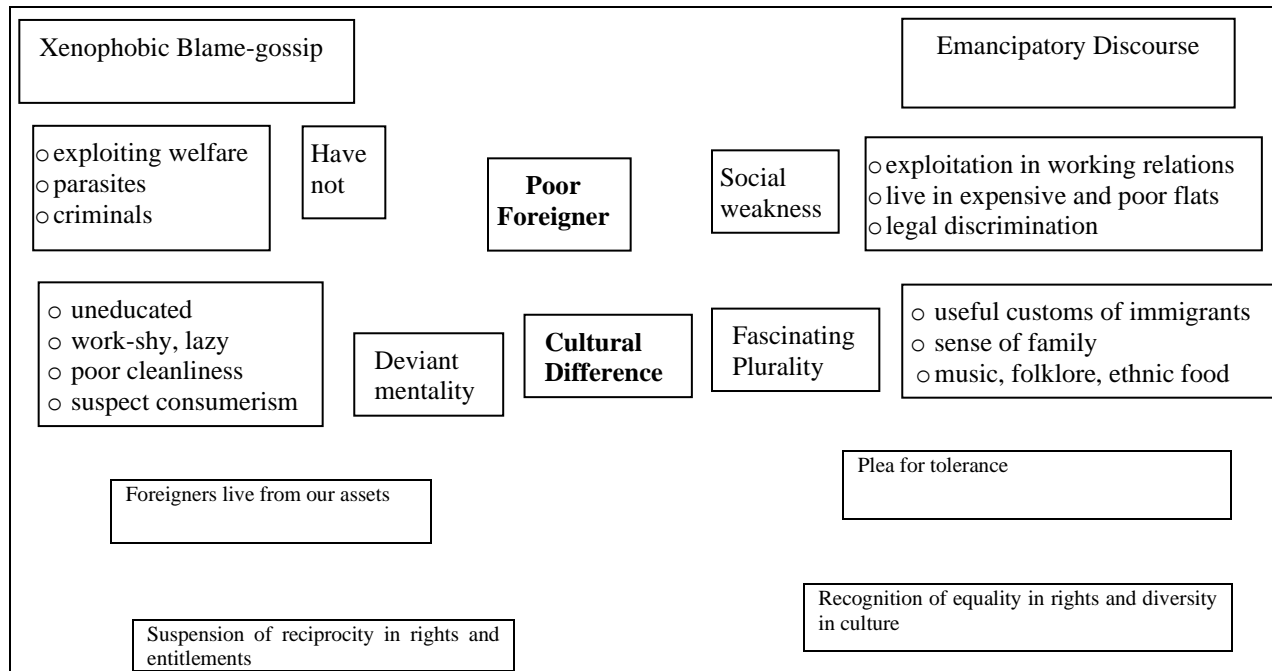 Xenophobic Blame-gossip
Emancipatory Discourse
o exploiting welfare
o parasites
o criminals
Have
not
Poor
Foreigner
Social
weakness
o exploitation in working relations
o live in expensive and poor flats
o legal discrimination
o uneducated
o work-shy, lazy
o poor cleanliness
o suspect consumerism
Deviant
mentality
Cultural
Difference
Fascinating
Plurality
o useful customs of immigrants
o sense of family
o music, folklore, ethnic food
Foreigners live from our assets
Plea for tolerance
Suspension of reciprocity in rights and
entitlements
Recognition of equality in rights and diversity
in culture